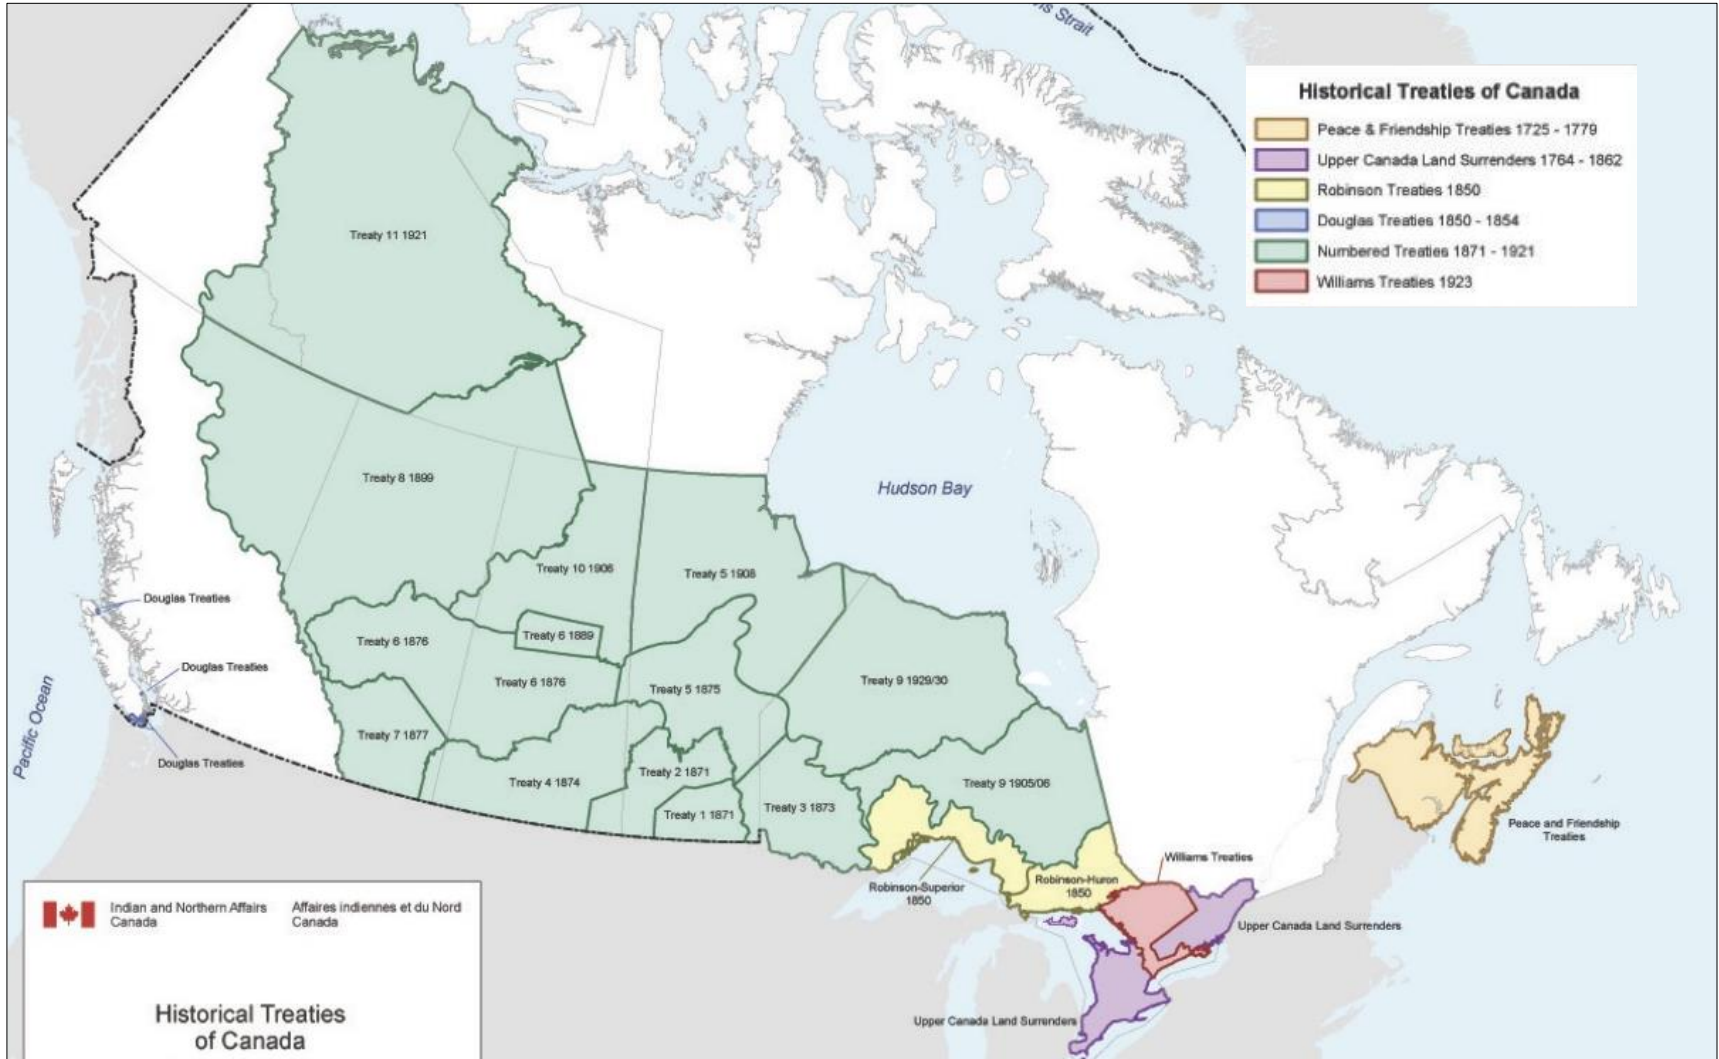 ns Strait
Historical Treaties of Canada
Peace & Friendship Treaties 1725 - 1779
Upper Canada Land Surrenders 1764 - 1862
Robinson Treaties 1850
Douglas Treaties 1850 - 1854
Numbered Treaties 1871 - 1921
Williams Treaties 1923
Treaty 11 1921
Treaty 8 1899
Hudson Bay
Treaty 10 1906
Treaty 5 1908
Douglas Treaties
Treaty 6 1876
Treaty 6 1889
Douglas Treaties
Treaty 6 1876
Treaty 5 1875
Treaty 9 1929/30
Pacific Ocean
Treaty 7 1877
Douglas Treaties
Treaty 4 1874
Treaty 2 1871
Treaty 1 1871
Treaty 3 1873
Treaty 9 1905/06
Peace and Friendship
Treaties
Williams Treaties
Robinson-Superior
1850
Robinson-Huron
1850
Upper Canada Land Surrenders
Upper Canada Land Surrenders
Indian and Northern Affairs
Canada
Affaires indiennes et du Nord
Canada
Historical Treaties
of Canada